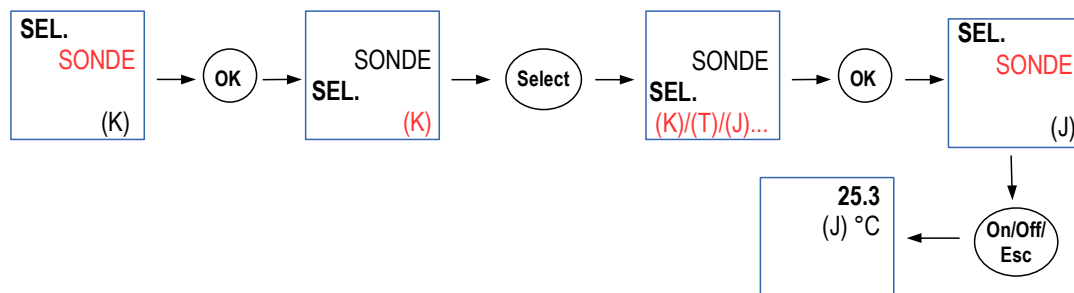 SEL.
SONDE
(K)
OK
SONDE
SEL.
(K)
Select
SONDE
SEL.
(K)/(T)/(J)...
OK
SEL.
SONDE
(J)
On/Off/
Esc
25.3
(J) °C